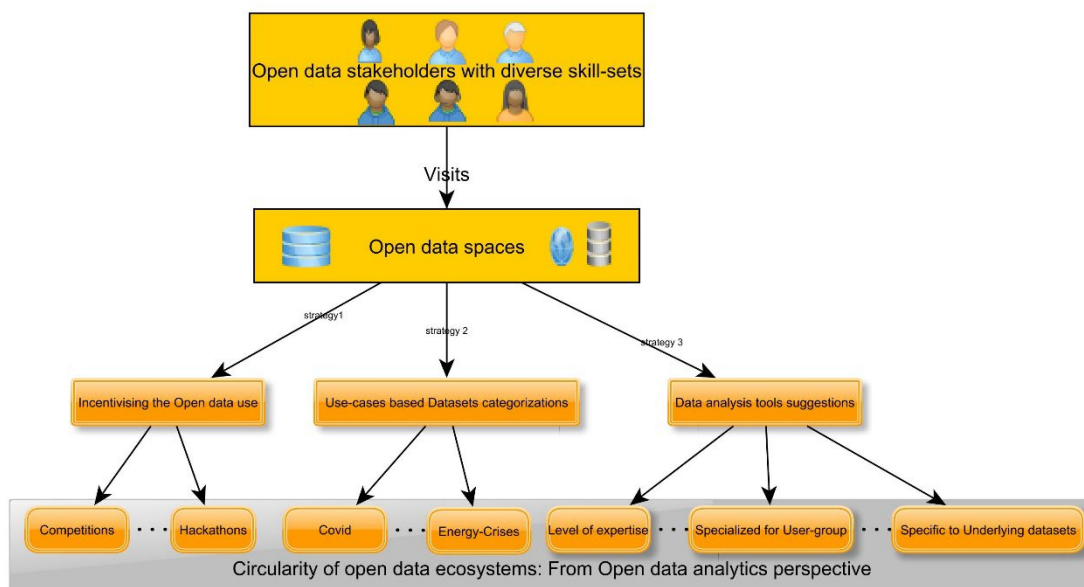 Open data stakeholders with diverse skill-sets
Visits
Open data spaces
strategy1
strategy 2
strategy 3
Incentivising the Open data use
Use-cases based Datasets categorizations
Data analysis tools suggestions
Competitions
Hackathons
Covid
Energy-Crises
Level of expertise
Specialized for User-group
Specific to Underlying datasets
Circularity of open data ecosystems: From Open data analytics perspective